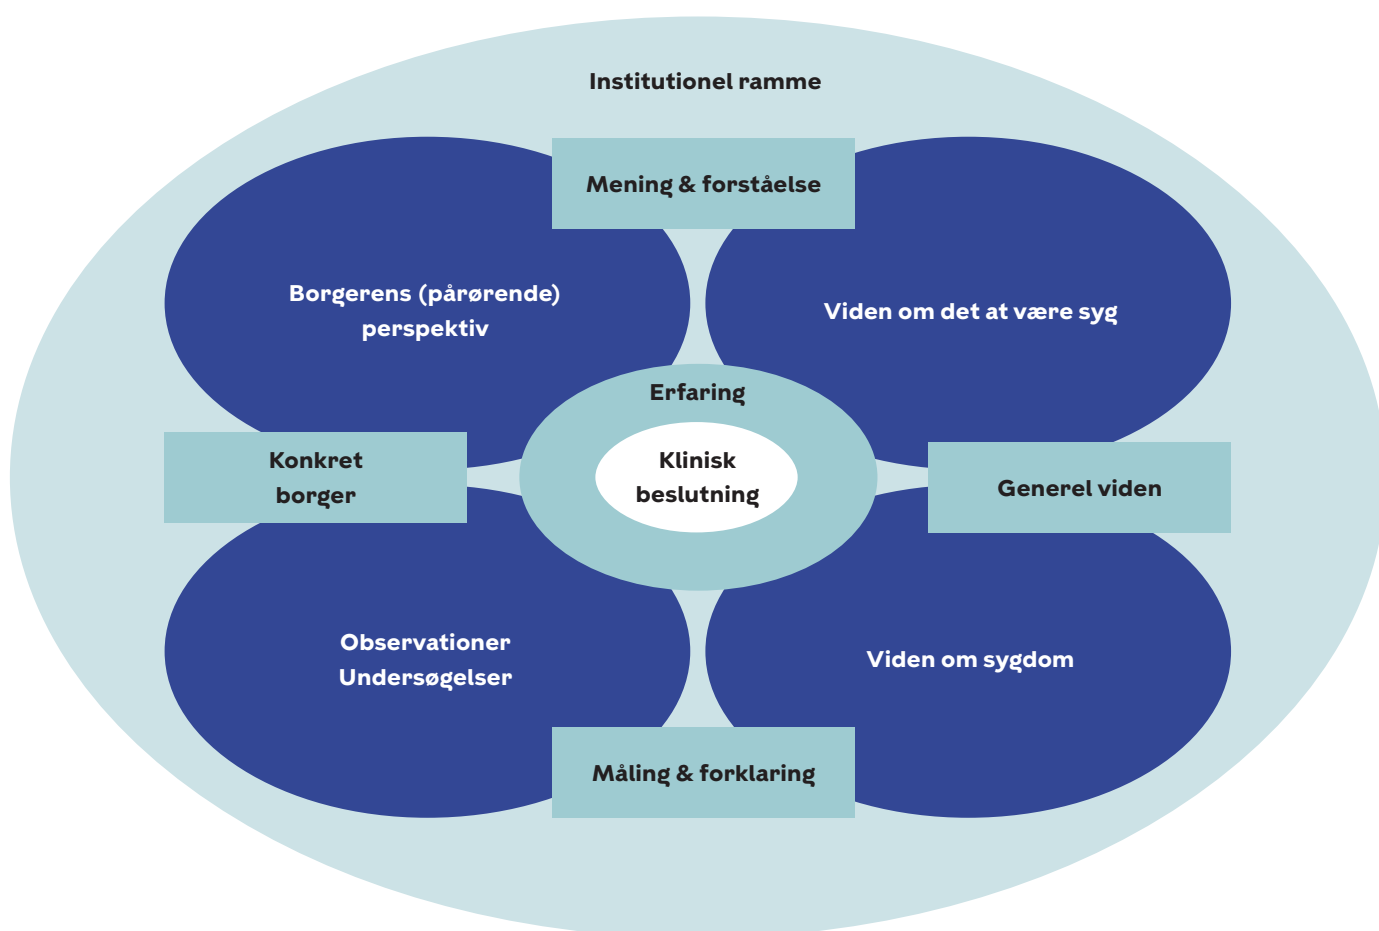 Institutionel ramme
Mening & forståelse
Borgerens (pårørende)
perspektiv
Viden om det at være syg
Erfaring
Konkret
borger
Klinisk
beslutning
Generel viden
Observationer
Undersøgelser
Viden om sygdom
Måling & forklaring